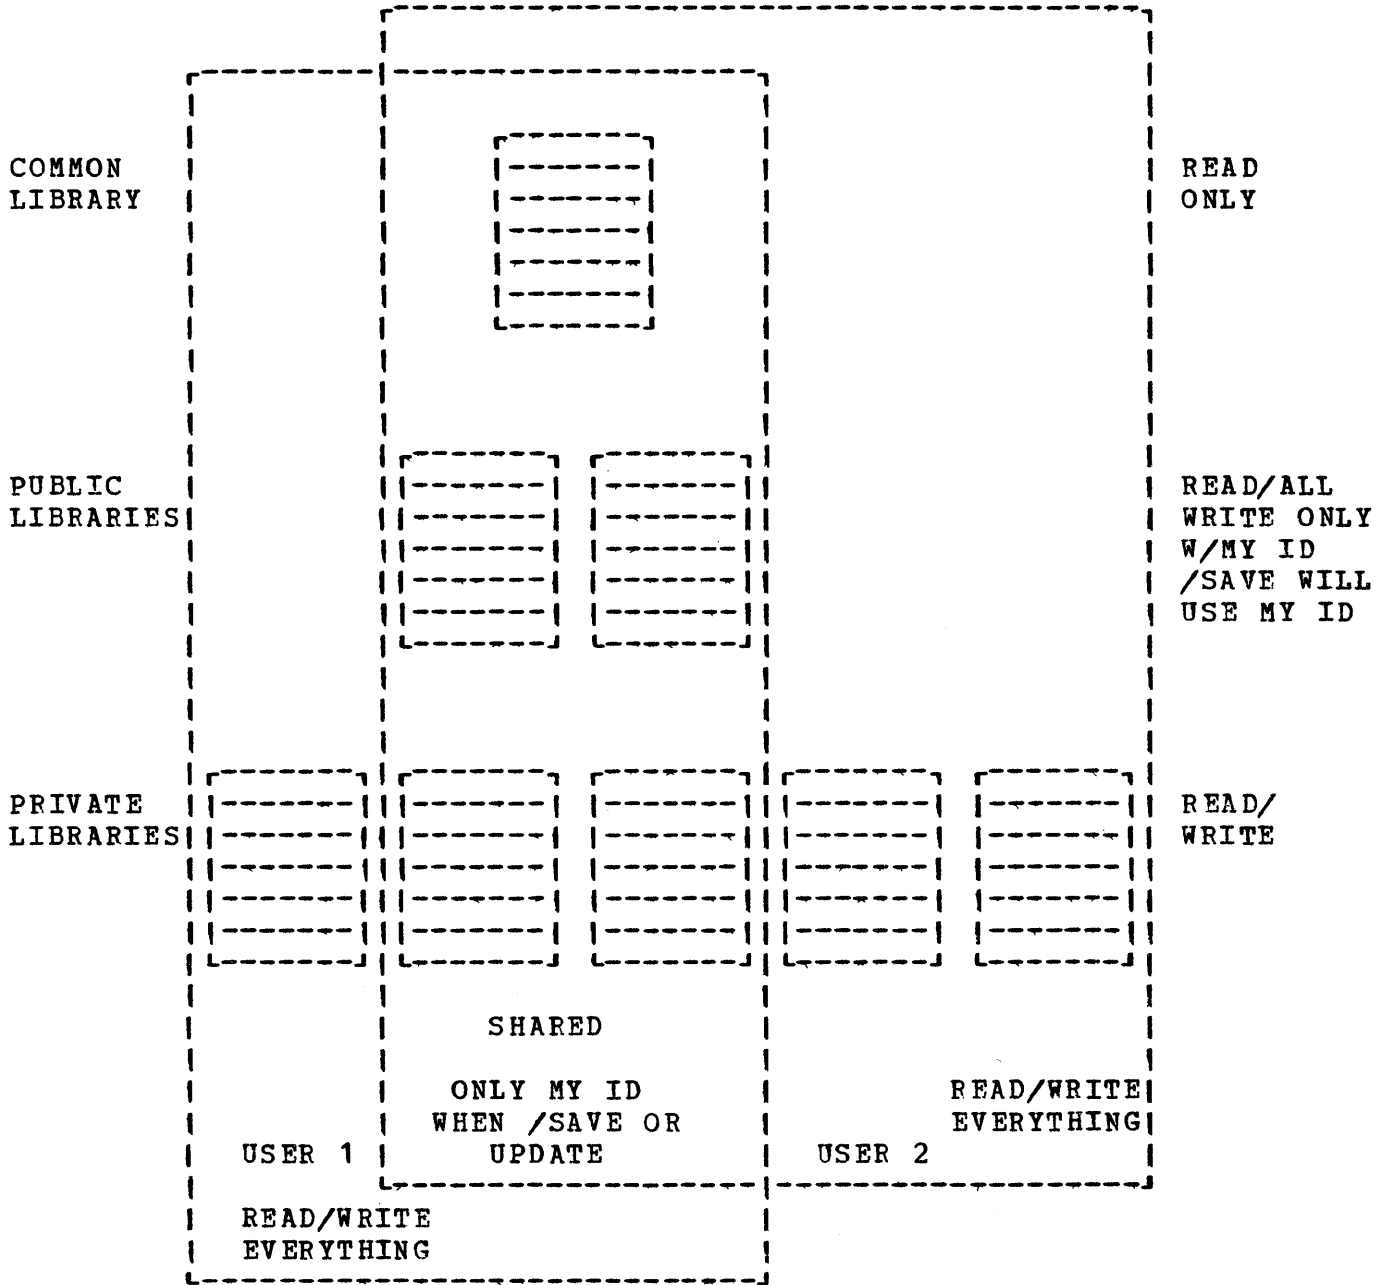 COMMON
LIBRARY
READ
ONLY
PUBLIC
LIBRARIES
READ/ALL
WRITE ONLY
W/MY ID
/SAVE WILL
USE MY ID
PRIVATE
LIBRARIES
READ/
WRITE
SHARED
ONLY MY ID
WHEN /SAVE OR
UPDATE
READ/WRITE
EVERYTHING
USER 1
USER 2
READ/WRITE
EVERYTHING